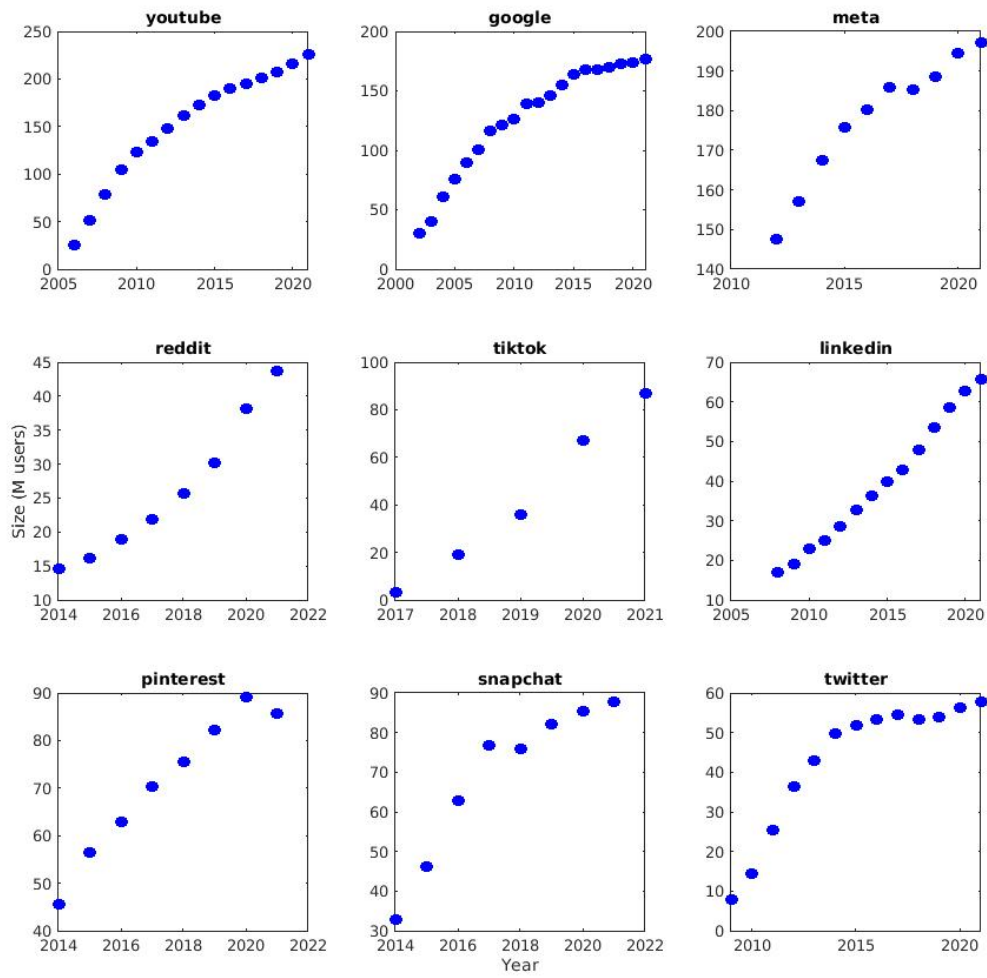 youtube
250
200
150
100
50
0
2005 2010 2015 2020
google
200
150
100
50
0
2000 2005 2010 2015 2020
meta
200
190
180
170
160
150
140
2010 2015 2020
Size (M users)
reddit
45
40
35
30
25
20
15
10
2014 2016 2018 2020 2022
tiktok
100
80
60
40
20
0
2017 2018 2019 2020 2021
linkedin
70
60
50
40
30
20
10
2005 2010 2015 2020
pinterest
90
80
70
60
50
40
2014 2016 2018 2020 2022
snapchat
90
80
70
60
50
40
30
2014 2016 2018 2020 2022
Year
twitter
60
50
40
30
20
10
0
2010 2015 2020